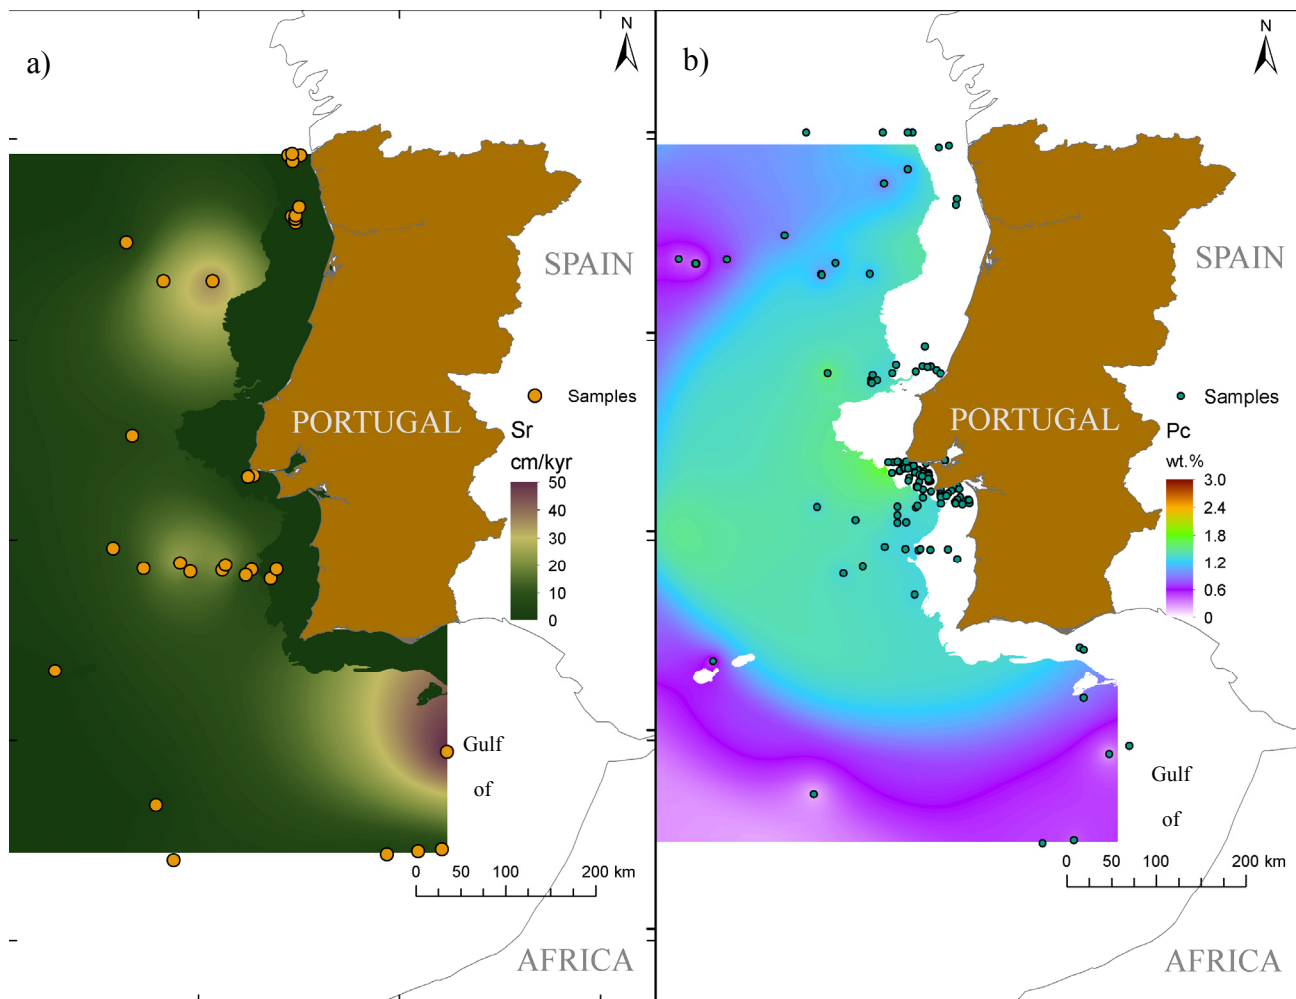 a)
N
SPAIN
Samples
PORTUGAL
Sr
cm/kyr
50
40
30
20
10
0
Gulf
of
0 50 100 200 km
AFRICA
b)
N
SPAIN
Samples
PORTUGAL
Pc
wt.%
3.0
2.4
1.8
1.2
0.6
0
Gulf
of
0 50 100 200 km
AFRICA